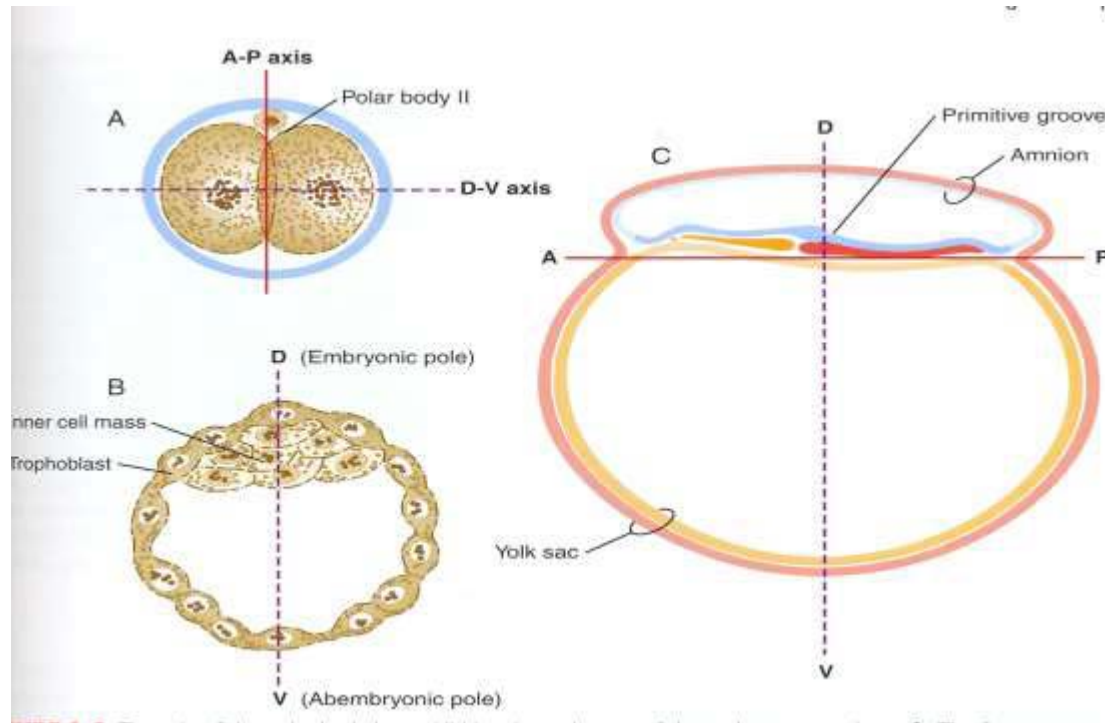 A-P axis
A
Polar body II
D-V axis
D (Embryonic pole)
B
nner cell mass
Trophoblast
V (Abembryonic pole)
D
C
Primitive groove
Amnion
A
P
Yolk sac
V